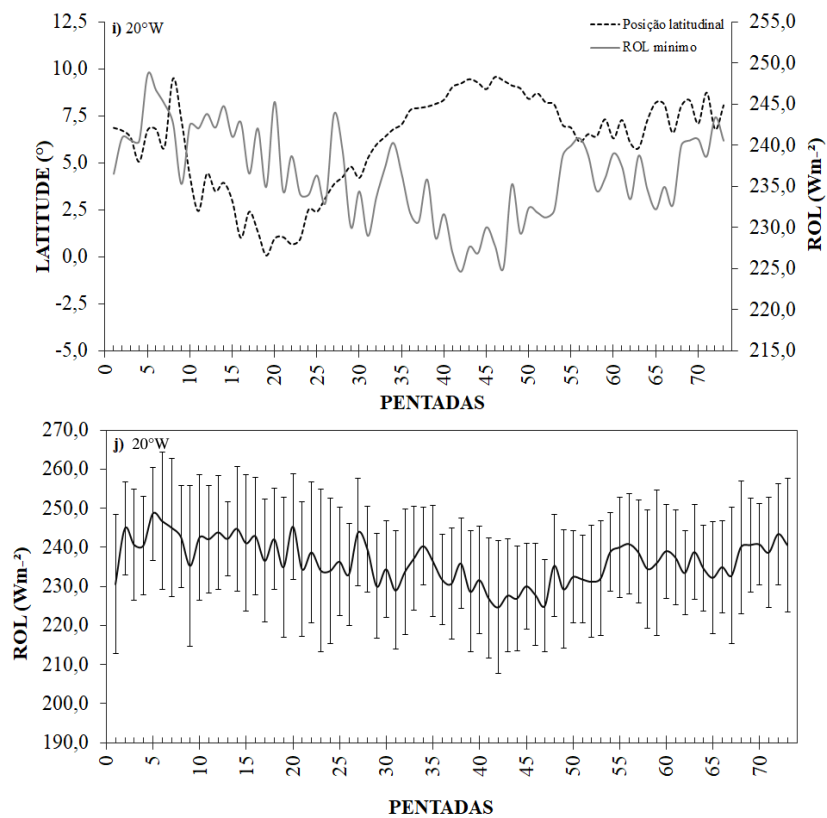 i) 20°W
Posição latitudinal
ROL mínimo
LATITUDE (°)
12,5
10,0
7,5
5,0
2,5
0,0
-2,5
-5,0
ROL (Wm-²)
255,0
250,0
245,0
240,0
235,0
230,0
225,0
220,0
215,0
0 5 10 15 20 25 30 35 40 45 50 55 60 65 70
PENTADAS
j) 20°W
ROL (Wm-²)
270,0
260,0
250,0
240,0
230,0
220,0
210,0
200,0
190,0
0 5 10 15 20 25 30 35 40 45 50 55 60 65 70
PENTADAS